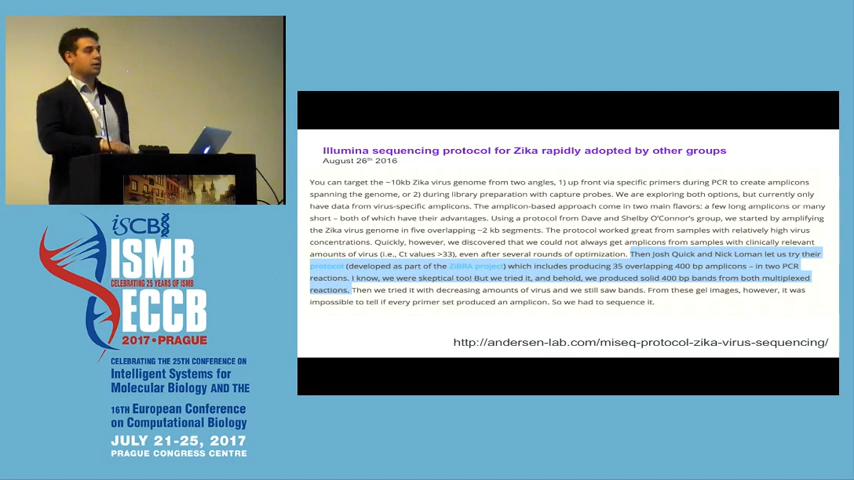 iSCB
ISMB
CELEBRATING 25 YEARS OF ISMB
ECCB
2017 • PRAGUE
CELEBRATING THE 25TH CONFERENCE ON
Intelligent Systems for
Molecular Biology AND THE
16TH European Conference
on Computational Biology
JULY 21-25, 2017
PRAGUE CONGRESS CENTRE
Illumina sequencing protocol for Zika rapidly adopted by other groups
August 26th 2016
You can target the ~10kb Zika virus genome from two angles, 1) up front via specific primers during PCR to create amplicons
spanning the genome, or 2) during library preparation with capture probes. We are exploring both options, but currently only
have data from virus-specific amplicons. The amplicon-based approach come in two main flavors: a few long amplicons or many
short – both of which have their advantages. Using a protocol from Dave and Shelby O'Connor's group, we started by amplifying
the Zika virus genome in five overlapping ~2 kb segments. The protocol worked great from samples with relatively high virus
concentrations. Quickly, however, we discovered that we could not always get amplicons from samples with clinically relevant
amounts of virus (i.e., Ct values >33), even after several rounds of optimization. Then Josh Quick and Nick Loman let us try their
protocol (developed as part of the ZiBRA project) which includes producing 35 overlapping 400 bp amplicons – in two PCR
reactions. I know, we were skeptical too! But we tried it, and behold, we produced solid 400 bp bands from both multiplexed
reactions. Then we tried it with decreasing amounts of virus and we still saw bands. From these gel images, however, it was
impossible to tell if every primer set produced an amplicon. So we had to sequence it.
http://andersen-lab.com/miseq-protocol-zika-virus-sequencing/